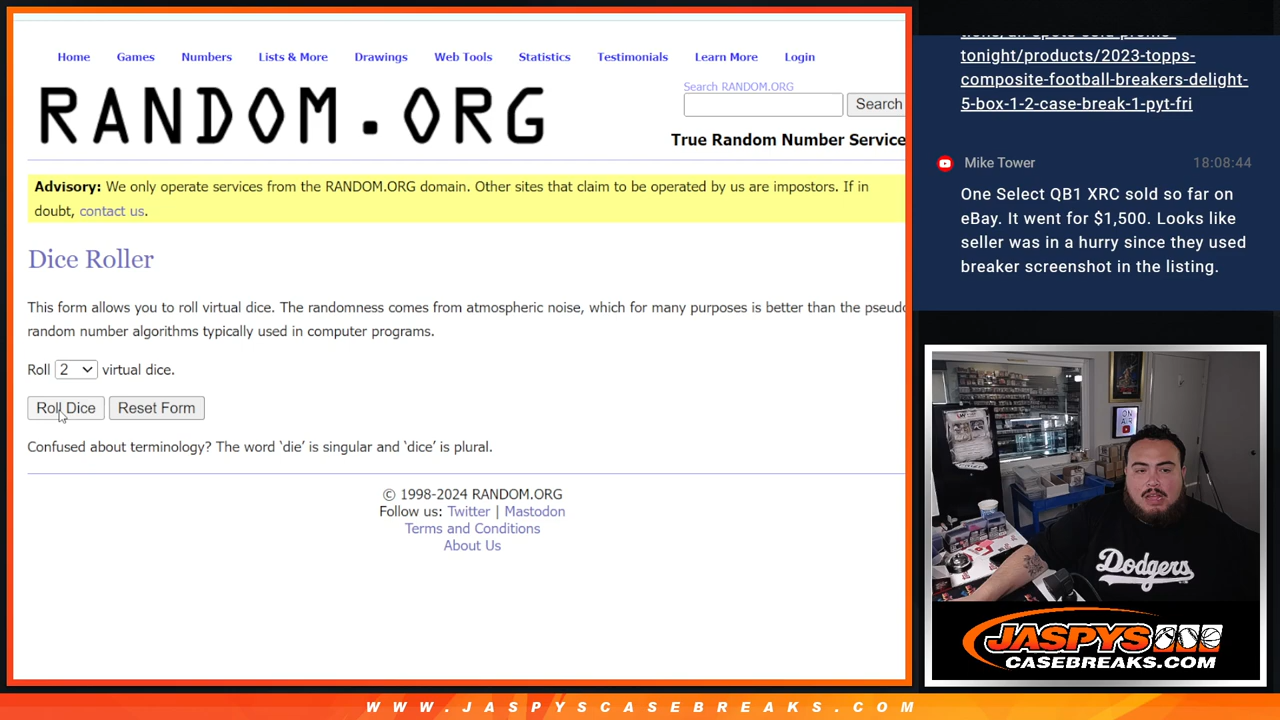 Home Games Numbers Lists & More Drawings Web Tools Statistics Testimonials Learn More Login
RANDOM.ORG
Search RANDOM.ORG
Search
True Random Number Service
Advisory: We only operate services from the RANDOM.ORG domain. Other sites that claim to be operated by us are impostors. If in
doubt, contact us.
Dice Roller
This form allows you to roll virtual dice. The randomness comes from atmospheric noise, which for many purposes is better than the pseudo
random number algorithms typically used in computer programs.
Roll 2 virtual dice.
Roll Dice Reset Form
Confused about terminology? The word ‘die’ is singular and ‘dice’ is plural.
© 1998-2024 RANDOM.ORG
Follow us: Twitter | Mastodon
Terms and Conditions
About Us
tonight/products/2023-topps-
composite-football-breakers-delight-
5-box-1-2-case-break-1-pyt-fri
Mike Tower 18:08:44
One Select QB1 XRC sold so far on
eBay. It went for $1,500. Looks like
seller was in a hurry since they used
breaker screenshot in the listing.
ON
AIR
Dodgers
JASPYS
CASEBREAKS.COM
WWW.JASPYSCASEBREAKS.COM